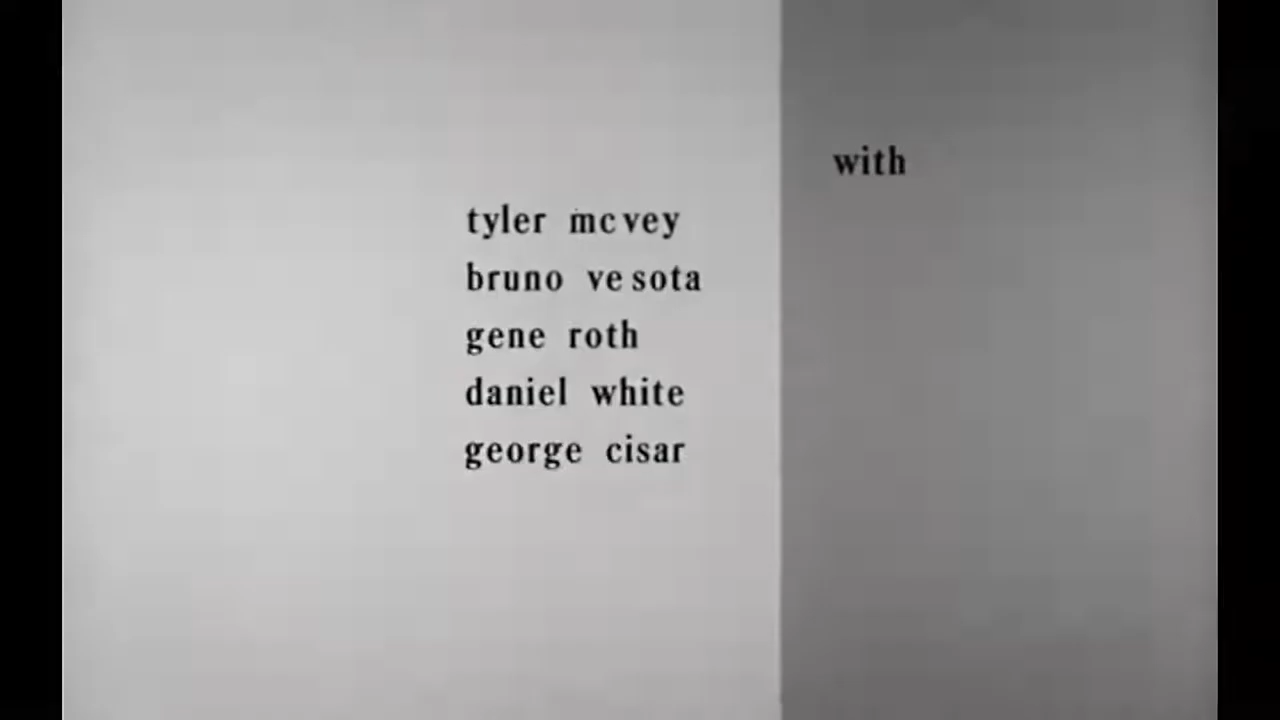 with
tyler mcvey
bruno ve sota
gene roth
daniel white
george cisar